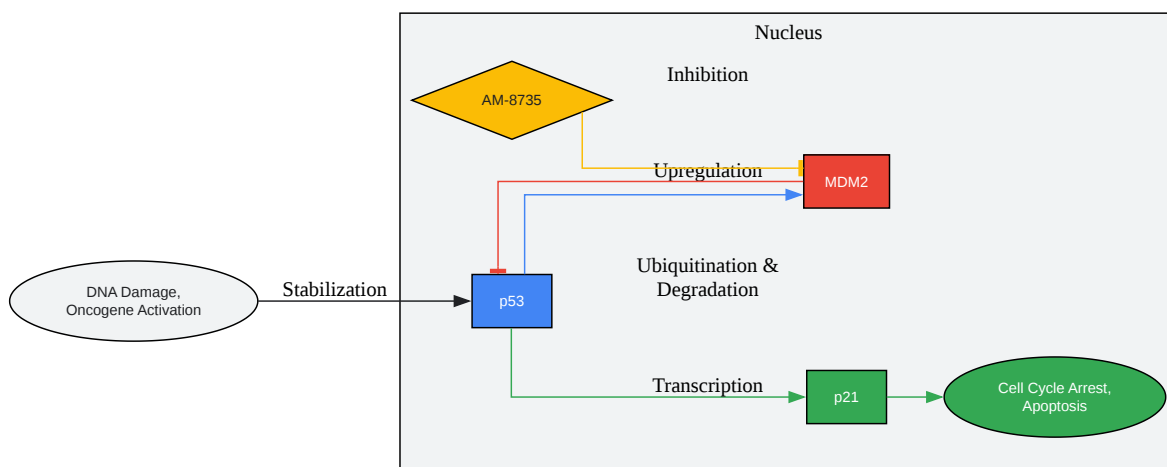 Nucleus
Inhibition
AM-8735
Upregulation
MDM2
Ubiquitination &
Degradation
DNA Damage,
Oncogene Activation
Stabilization
p53
Transcription
p21
Cell Cycle Arrest,
Apoptosis